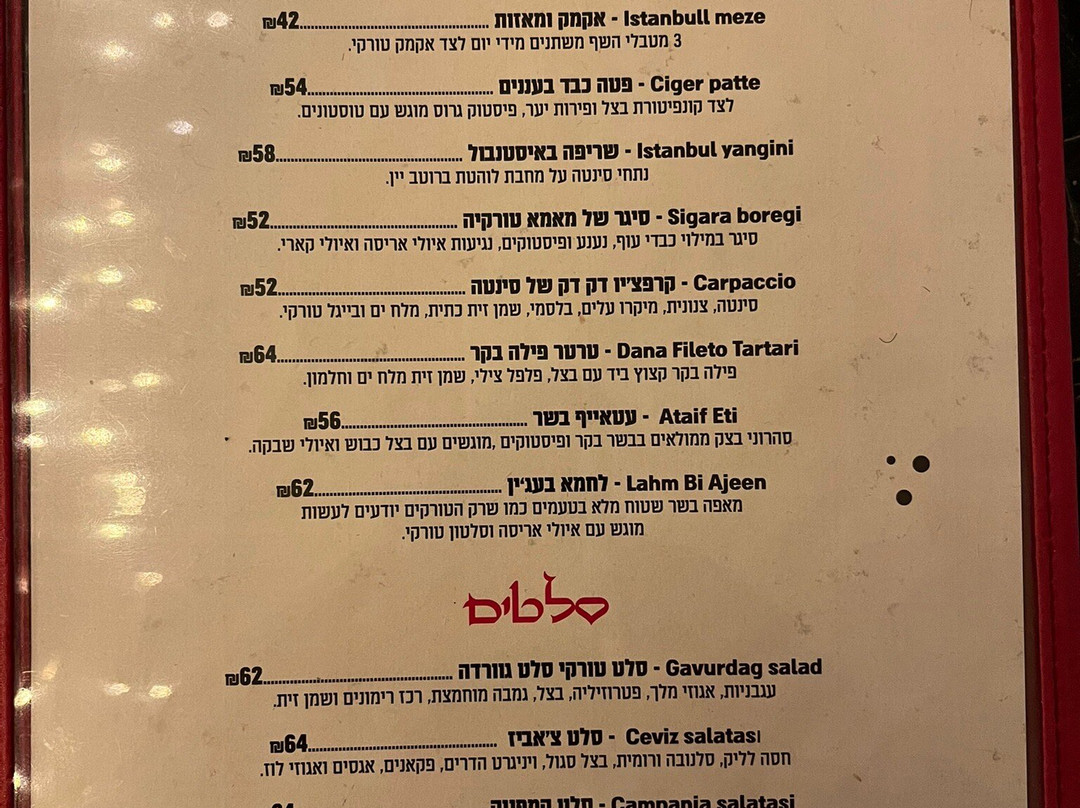 Istanbull meze - אקמק ומאזות ........ ₪42
3 מטבלי השף משתנים מידי יום לצד אקמק טורקי.
Ciger patte - פטה כבד בעננים ........ ₪54
לצד קונפיטורת בצל ופירות יער, פיסטוק גרוס מוגש עם טוסטונים.
Istanbul yangini - שריפה באיסטנבול ........ ₪58
נתחי סינטה על מחבת לוהטת ברוטב יין.
Sigara boregi - סיגר של מאמא טורקיה ........ ₪52
סיגר במילוי כבדי עוף, נענע ופיסטוקים, נגיעות איולי אריסה ואיולי קארי.
Carpaccio - קרפצ'יו דק דק של סינטה ........ ₪52
סינטה, צנונית, מיקרו עלים, בלסמי, שמן זית כתית, מלח ים ובייגל טורקי.
Dana Fileto Tartari - טרטר פילה בקר ........ ₪64
פילה בקר קצוץ ביד עם בצל, פלפל צילי, שמן זית מלח ים וחלמון.
Ataif Eti - עטאייף בשר ........ ₪56
סהרוני בצק ממולאים בבשר בקר ופיסטוקים ,מוגשים עם בצל כבוש ואיולי שבקה.
Lahm Bi Ajeen - לחמא בעג'ין ........ ₪62
מאפה בשר שטוח מלא בטעמים כמו שרק הטורקים יודעים לעשות
מוגש עם איולי אריסה וסלטון טורקי.
סלטים
Gavurdag salad - סלט טורקי סלט גוורדה ........ ₪62
עגבניות, אגוזי מלך, פטרוזיליה, בצל, גמבה מוחמצת, רכז רימונים ושמן זית.
Ceviz salatası - סלט צ'אביז ........ ₪64
חסה לליק, סלנובה ורומית, בצל סגול, ויניגרט הדרים, פקאנים, אגסים ואגוזי לוז.
Campania salatasi - סלט